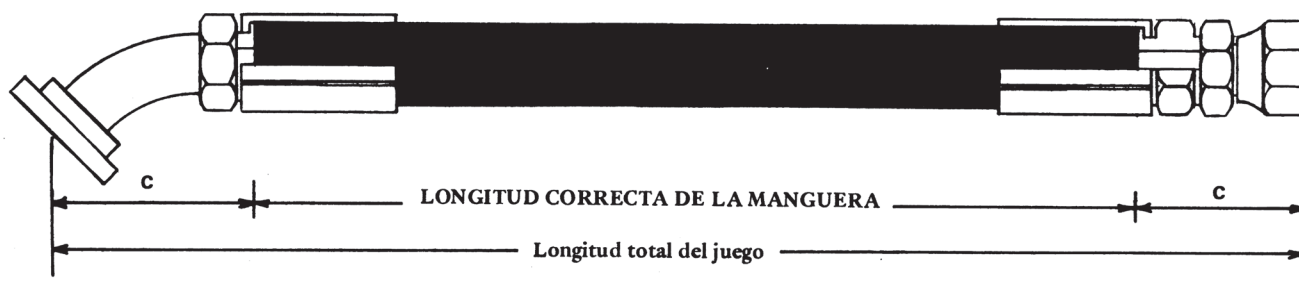 C
LONGITUD CORRECTA DE LA MANGUERA
C
Longitud total del juego